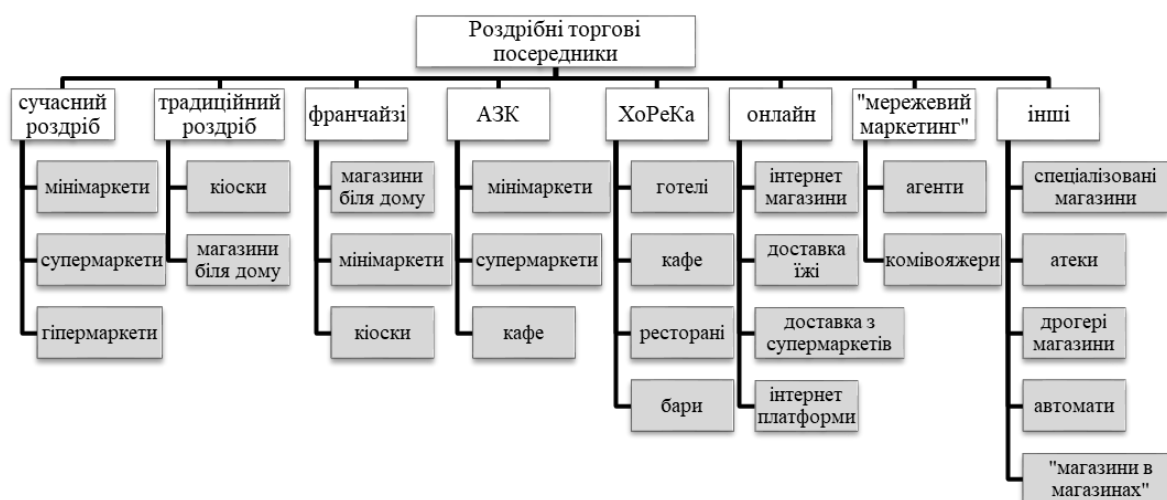 Роздрібні торгові
посередники
сучасний
роздріб
традиційний
роздріб
франчайзі
АЗК
ХоРеКа
онлайн
"мережевий
маркетинг"
інші
мінімаркети
супермаркети
гіпермаркети
кіоски
магазини
біля дому
магазини
біля дому
мінімаркети
кіоски
мінімаркети
супермаркети
кафе
готелі
кафе
ресторані
бари
інтернет
магазини
доставка
їжі
доставка з
супермаркетів
інтернет
платформи
агенти
комівояжери
спеціалізовані
магазини
атеки
дрогері
магазини
автомати
"магазини в
магазинах"